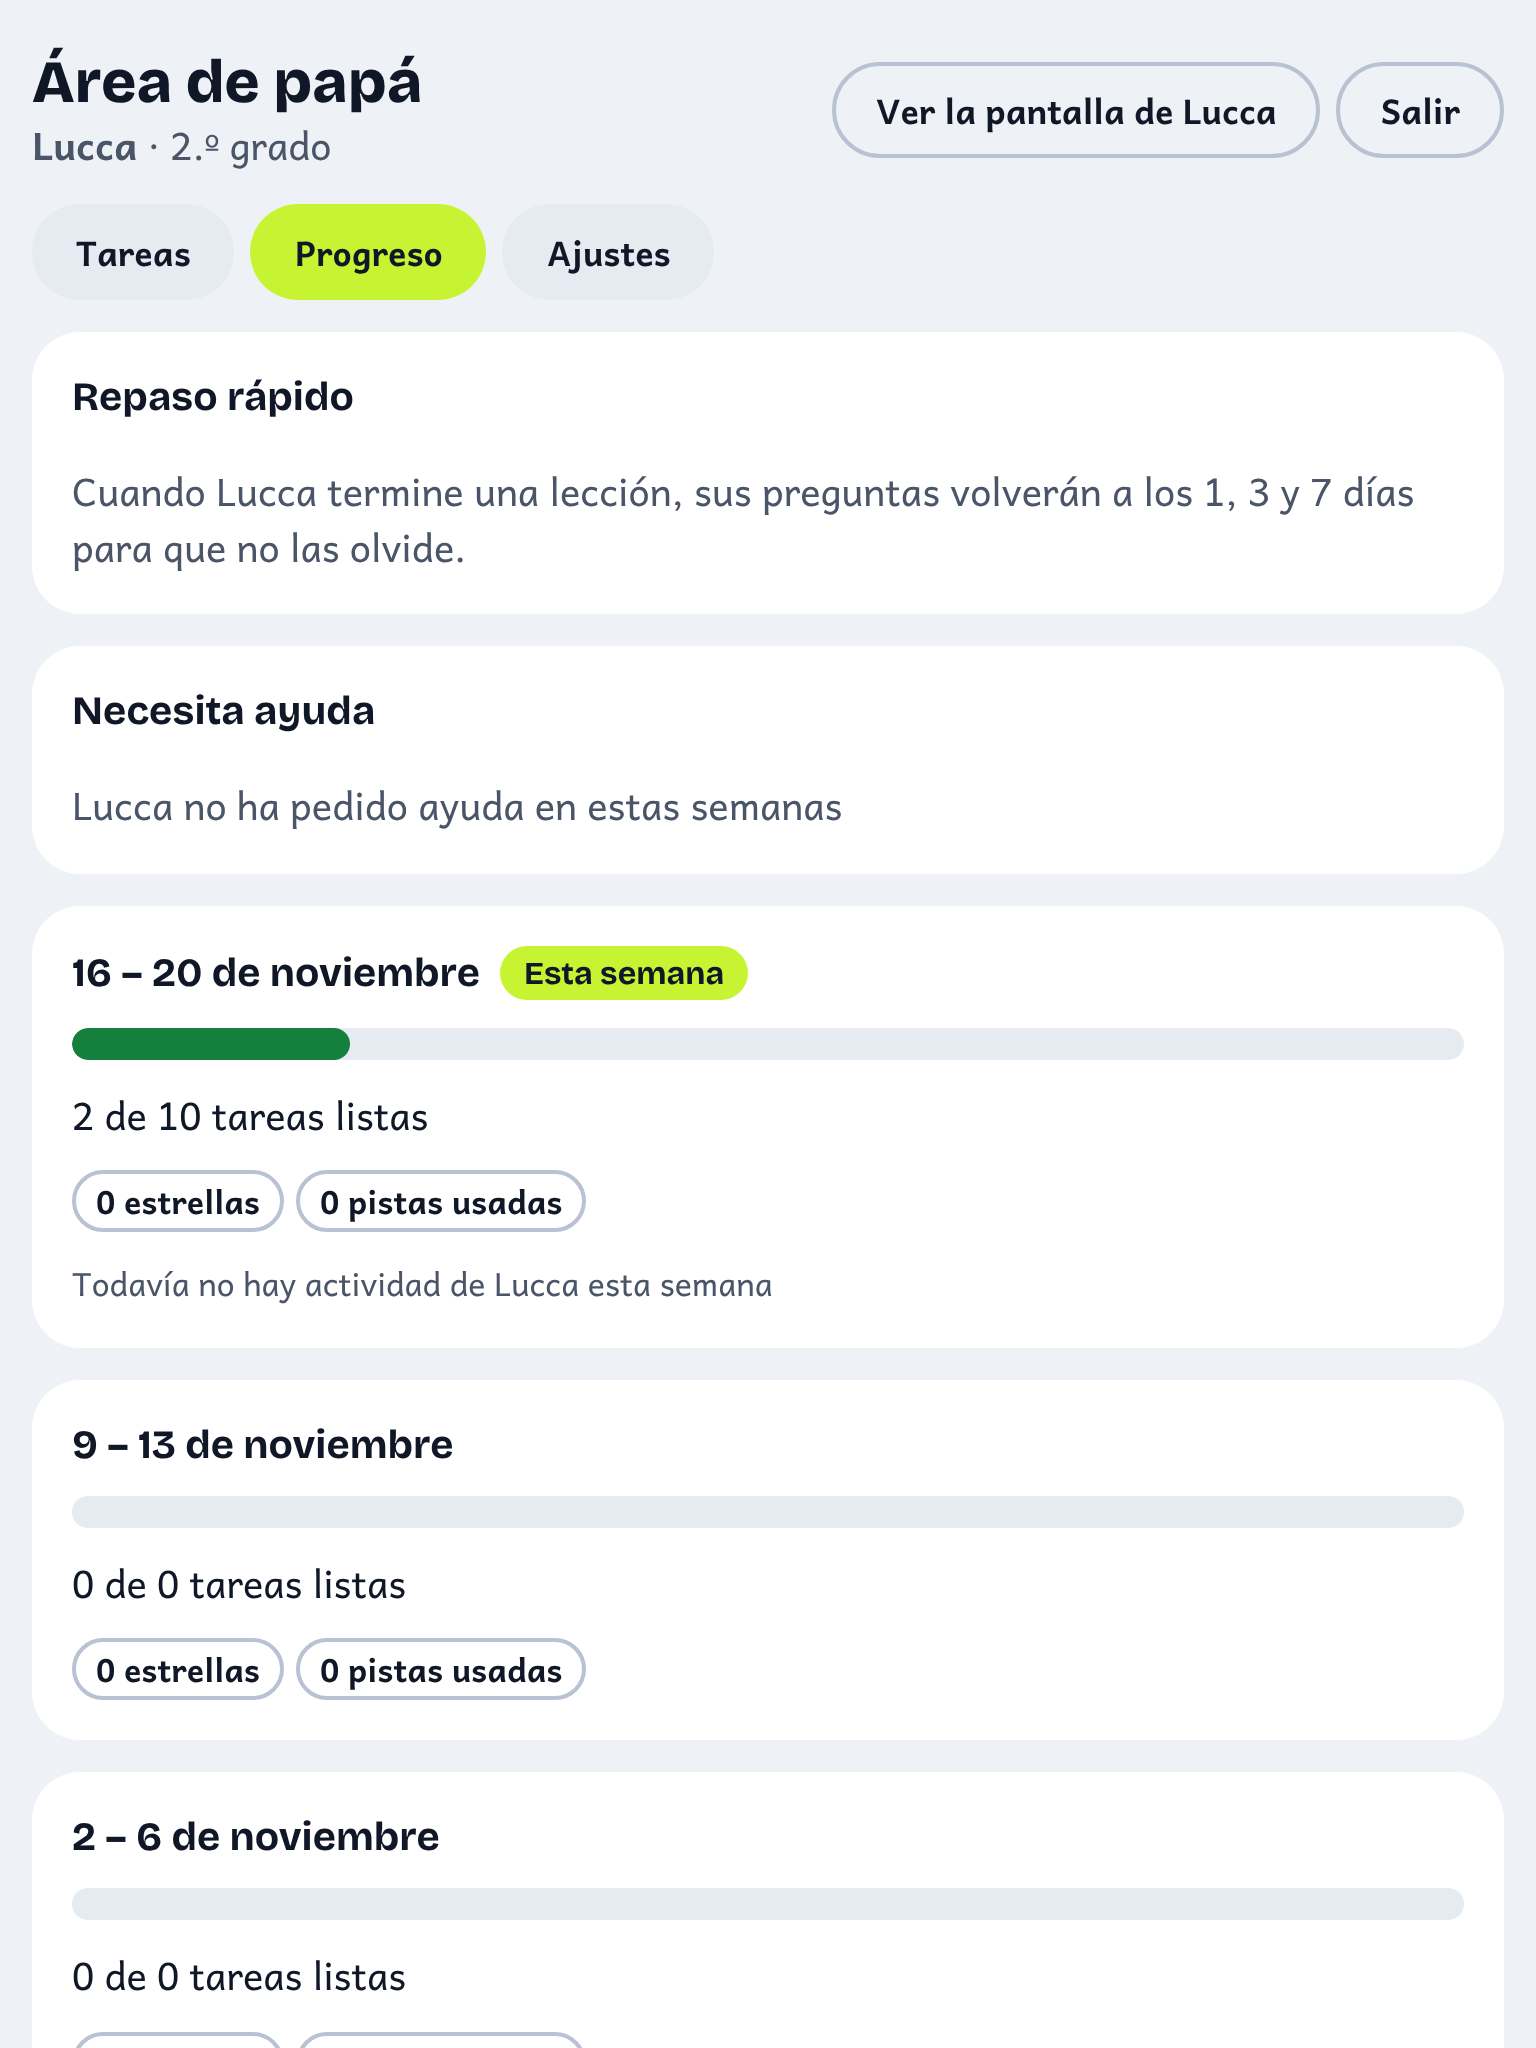 Área de papá
Lucca · 2.º grado
Ver la pantalla de Lucca
Salir
Tareas
Progreso
Ajustes
Repaso rápido
Cuando Lucca termine una lección, sus preguntas volverán a los 1, 3 y 7 días
para que no las olvide.
Necesita ayuda
Lucca no ha pedido ayuda en estas semanas
16 – 20 de noviembre
Esta semana
2 de 10 tareas listas
0 estrellas
0 pistas usadas
Todavía no hay actividad de Lucca esta semana
9 – 13 de noviembre
0 de 0 tareas listas
0 estrellas
0 pistas usadas
2 – 6 de noviembre
0 de 0 tareas listas